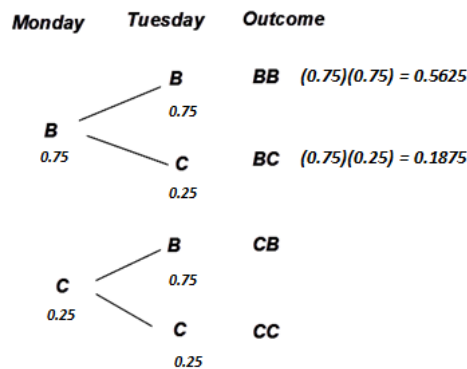 Monday Tuesday Outcome
B BB (0.75)(0.75) = 0.5625
0.75
B
0.75
C BC (0.75)(0.25) = 0.1875
0.25
B CB
0.75
C
0.25
C CC
0.25